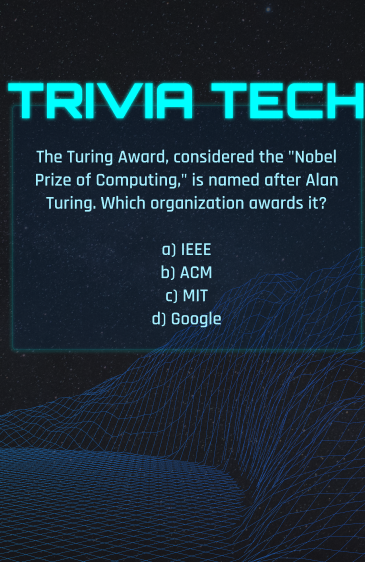 TRIVIA TECH
The Turing Award, considered the "Nobel
Prize of Computing," is named after Alan
Turing. Which organization awards it?
a) IEEE
b) ACM
c) MIT
d) Google